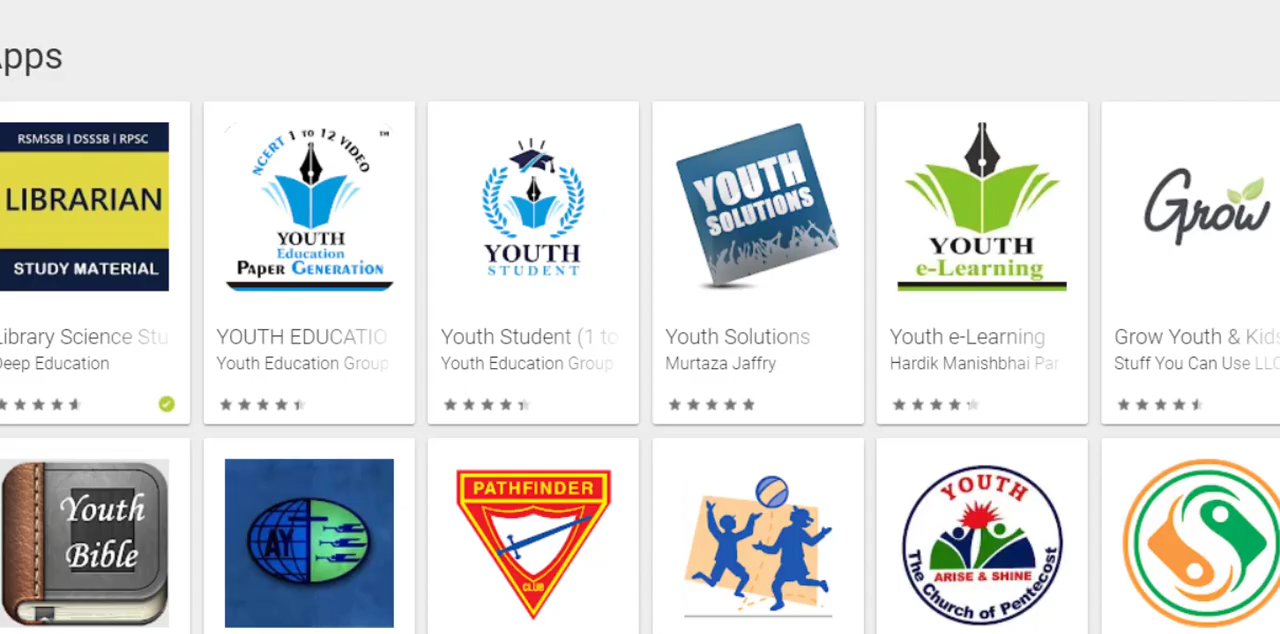 Apps
RSMSSB | DSSSB | RPSC
LIBRARIAN
STUDY MATERIAL
Library Science Stu
Deep Education
NCERT 1 TO 12 VIDEO
TM
YOUTH
Education
PAPER GENERATION
YOUTH EDUCATIO
Youth Education Group
YOUTH
STUDENT
Youth Student (1 to
Youth Education Group
YOUTH
SOLUTIONS
Youth Solutions
Murtaza Jaffry
YOUTH
e-Learning
Youth e-Learning
Hardik Manishbhai Par
Grow
Grow Youth & Kids
Stuff You Can Use LLC
Youth
Bible
AY
PATHFINDER
CLUB
YOUTH
ARISE & SHINE
The Church of Pentecost